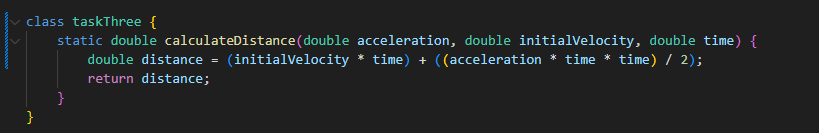 class taskThree {
    static double calculateDistance(double acceleration, double initialVelocity, double time) {
        double distance = (initialVelocity * time) + ((acceleration * time * time) / 2);
        return distance;
    }
}